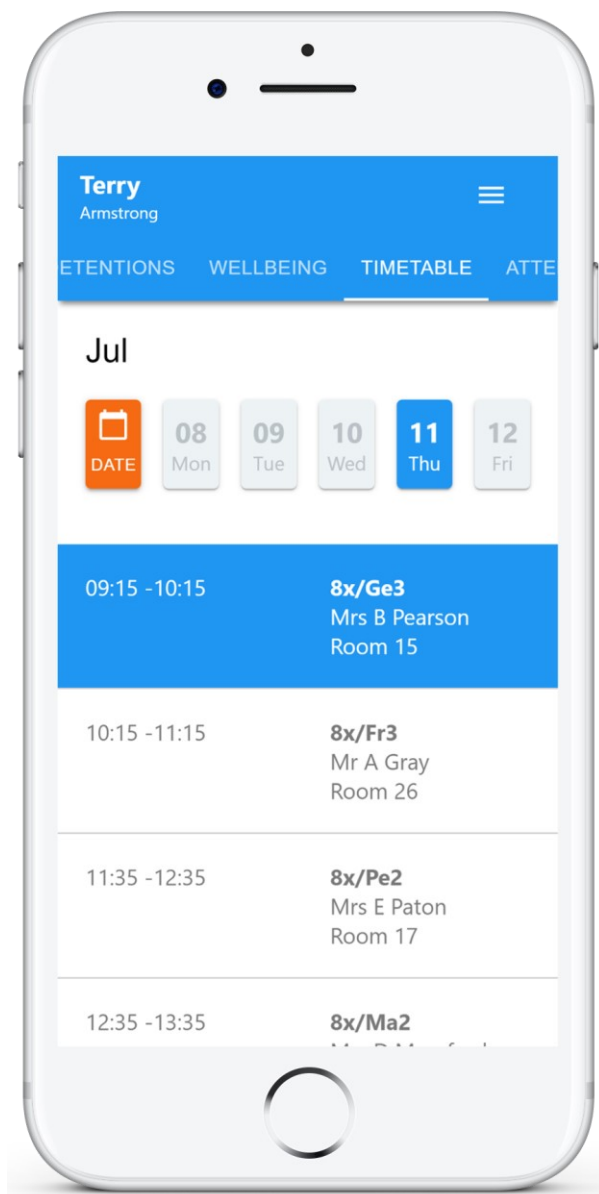 Terry
Armstrong
ETENTIONS WELLBEING TIMETABLE ATTE
Jul
DATE 08 Mon 09 Tue 10 Wed 11 Thu 12 Fri
09:15 -10:15 8x/Ge3
Mrs B Pearson
Room 15
10:15 -11:15 8x/Fr3
Mr A Gray
Room 26
11:35 -12:35 8x/Pe2
Mrs E Paton
Room 17
12:35 -13:35 8x/Ma2